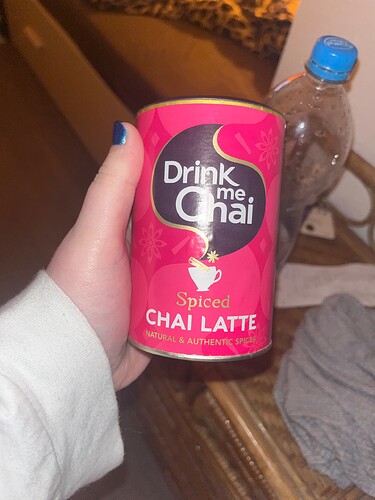 Drink
me
Chai
Spiced
CHAI LATTE
NATURAL & AUTHENTIC SPICES